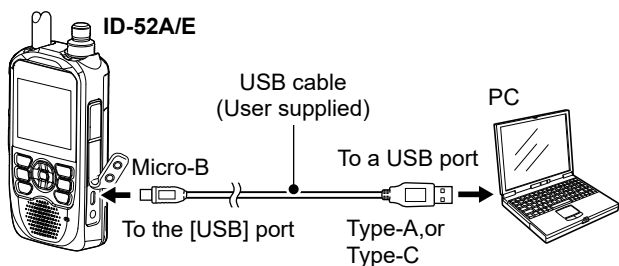 ID-52A/E
USB cable
(User supplied)
PC
Micro-B
To a USB port
To the [USB] port
Type-A,or
Type-C